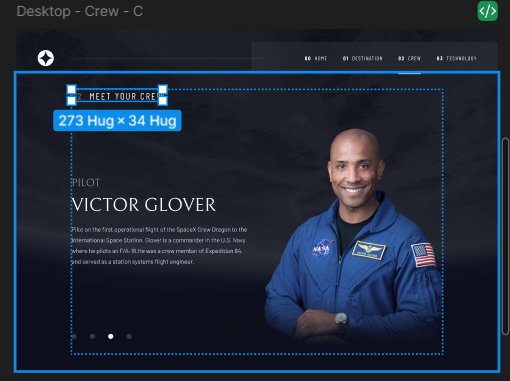 Desktop - Crew - C
00 HOME 01 DESTINATION 02 CREW 03 TECHNOLOGY
MEET YOUR CRE
273 Hug × 34 Hug
PILOT
VICTOR GLOVER
Pilot on the first operational flight of the SpaceX Crew Dragon to the
International Space Station. Glover is a commander in the U.S. Navy
where he pilots an F/A-18.He was a crew member of Expedition 64,
and served as a station systems flight engineer.
NASA